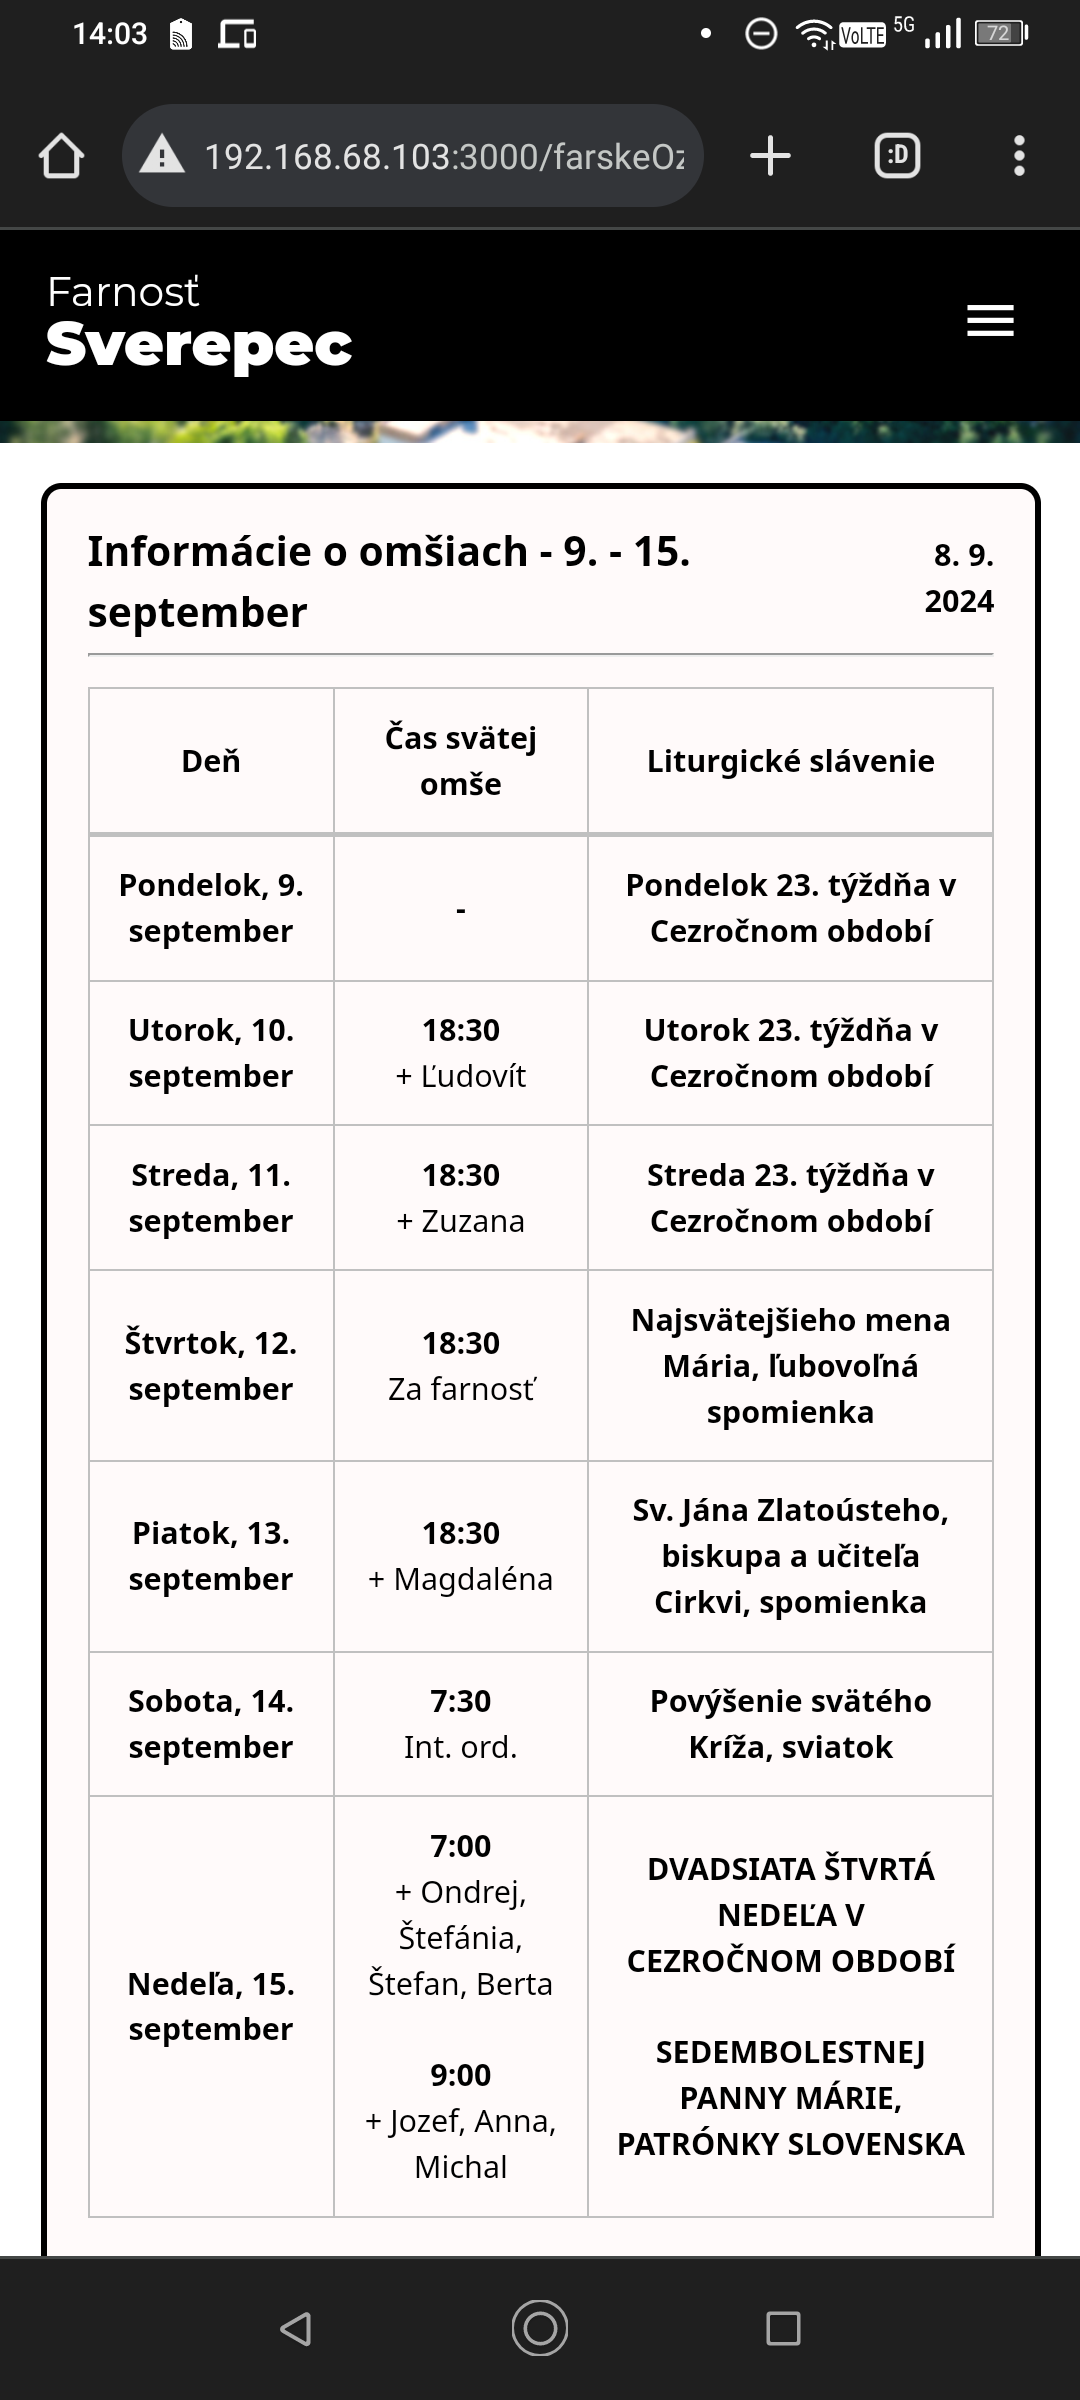 14:03
VoLTE
5G
72
192.168.68.103:3000/farskeOz
:D
Farnosť
Sverepec
Informácie o omšiach - 9. - 15.
september
8. 9.
2024
Deň
Čas svätej
omše
Liturgické slávenie
Pondelok, 9.
september
-
Pondelok 23. týždňa v
Cezročnom období
Utorok, 10.
september
18:30
+ Ľudovít
Utorok 23. týždňa v
Cezročnom období
Streda, 11.
september
18:30
+ Zuzana
Streda 23. týždňa v
Cezročnom období
Štvrtok, 12.
september
18:30
Za farnosť
Najsvätejšieho mena
Mária, ľubovoľná
spomienka
Piatok, 13.
september
18:30
+ Magdaléna
Sv. Jána Zlatoústeho,
biskupa a učiteľa
Cirkvi, spomienka
Sobota, 14.
september
7:30
Int. ord.
Povýšenie svätého
Kríža, sviatok
Nedeľa, 15.
september
7:00
+ Ondrej,
Štefánia,
Štefan, Berta
9:00
+ Jozef, Anna,
Michal
DVADSIATA ŠTVRTÁ
NEDEĽA V
CEZROČNOM OBDOBÍ
SEDEMBOLESTNEJ
PANNY MÁRIE,
PATRÓNKY SLOVENSKA